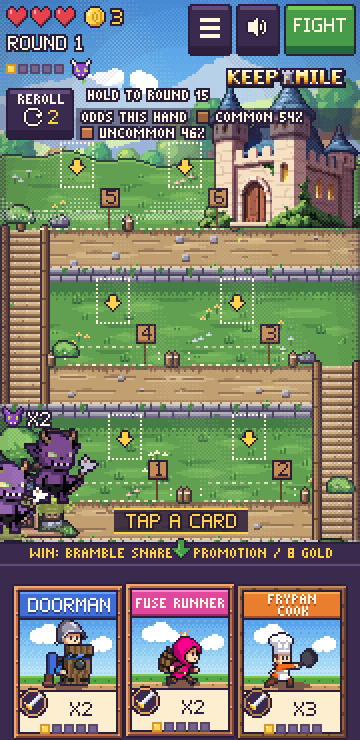 3
ROUND 1
FIGHT
KEEP MILE
REROLL
2
HOLD TO ROUND 15
ODDS THIS HAND COMMON 54%
UNCOMMON 46%
5
6
4
3
X2
1
2
TAP A CARD
WIN: BRAMBLE SNARE PROMOTION / 8 GOLD
DOORMAN
X2
FUSE RUNNER
X2
FRYPAN
COOK
X3